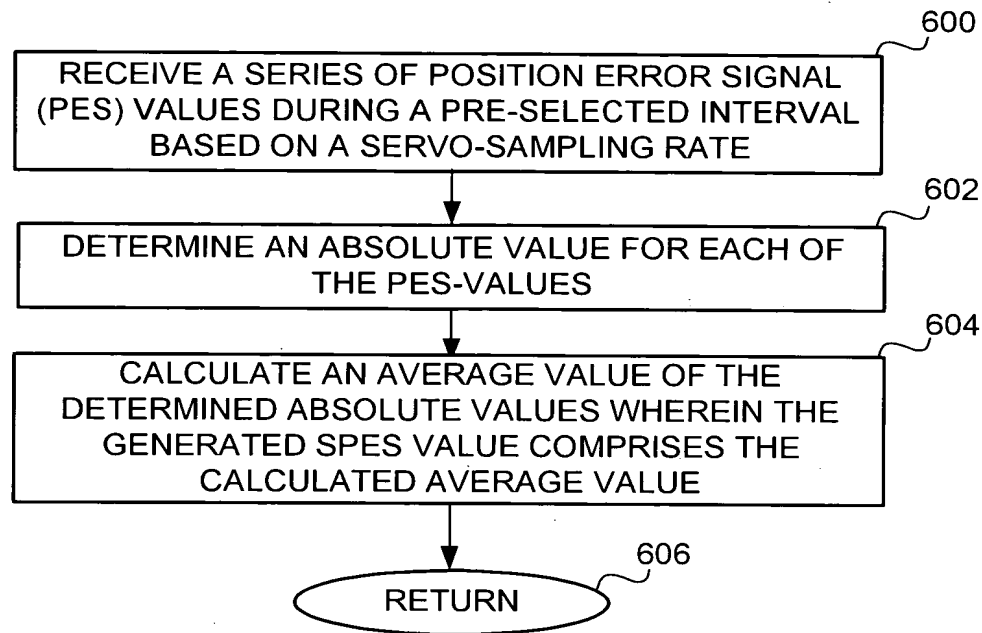 600
RECEIVE A SERIES OF POSITION ERROR SIGNAL
(PES) VALUES DURING A PRE-SELECTED INTERVAL
BASED ON A SERVO-SAMPLING RATE
602
DETERMINE AN ABSOLUTE VALUE FOR EACH OF
THE PES-VALUES
604
CALCULATE AN AVERAGE VALUE OF THE
DETERMINED ABSOLUTE VALUES WHEREIN THE
GENERATED SPES VALUE COMPRISES THE
CALCULATED AVERAGE VALUE
606
RETURN